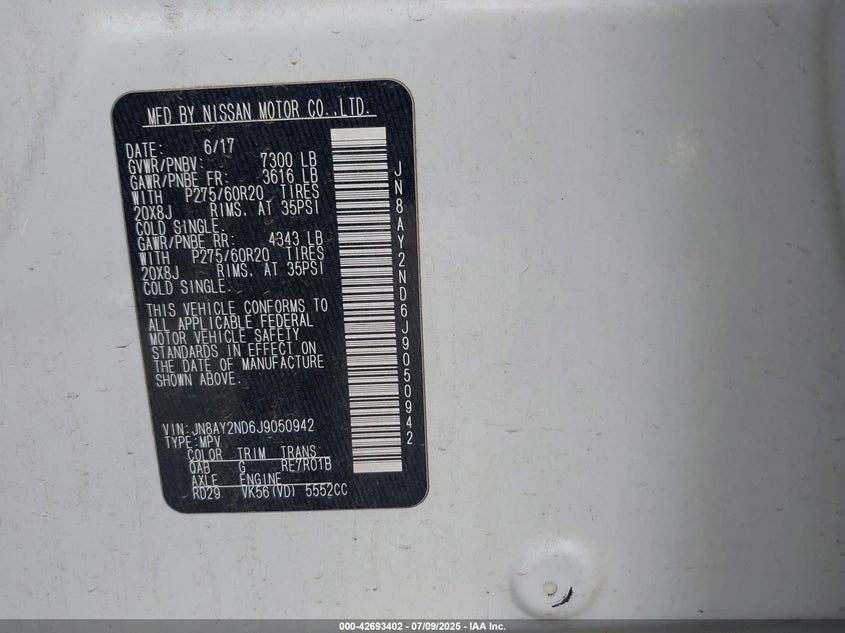 MFD BY NISSAN MOTOR CO.,LTD.
DATE: 6/17
GVWR/PNBV: 7300 LB
GAWR/PNBE FR: 3616 LB
WITH P275/60R20 TIRES
20X8J RIMS. AT 35PSI
COLD SINGLE.
GAWR/PNBE RR: 4343 LB
WITH P275/60R20 TIRES
20X8J RIMS. AT 35PSI
COLD SINGLE.
THIS VEHICLE CONFORMS TO
ALL APPLICABLE FEDERAL
MOTOR VEHICLE SAFETY
STANDARDS IN EFFECT ON
THE DATE OF MANUFACTURE
SHOWN ABOVE.
VIN:JN8AY2ND6J9050942
TYPE:MPV
COLOR TRIM TRANS
QAB G RE7R01B
AXLE ENGINE
RD29 VK56(VD) 5552CC
JN8AY2ND6J9050942
000-42693402 - 07/09/2025 - IAA Inc.